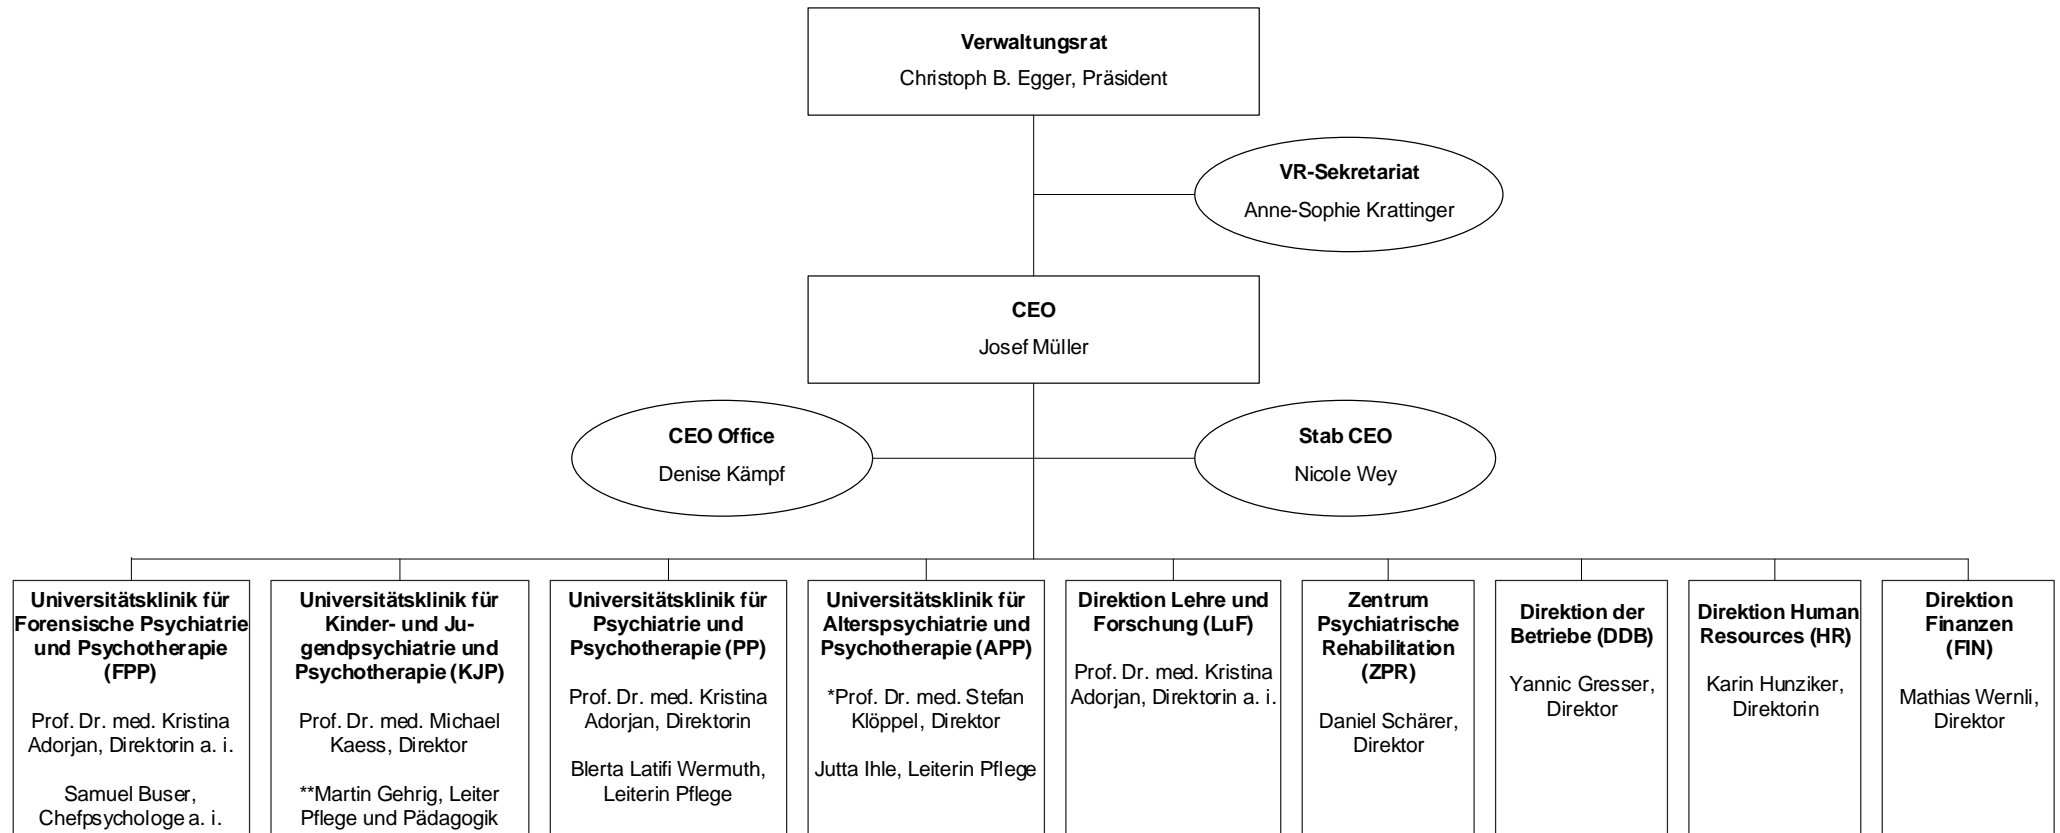 Verwaltungsrat
Christoph B. Egger, Präsident
VR-Sekretariat
Anne-Sophie Krattinger
CEO
Josef Müller
CEO Office
Denise Kämpf
Stab CEO
Nicole Wey
Universitätsklinik für
Forensische Psychiatrie
und Psychotherapie
(FPP)
Prof. Dr. med. Kristina
Adorjan, Direktorin a. i.
Samuel Buser,
Chefpsychologe a. i.
Universitätsklinik für
Kinder- und Ju-
gendpsychiatrie und
Psychotherapie (KJP)
Prof. Dr. med. Michael
Kaess, Direktor
**Martin Gehrig, Leiter
Pflege und Pädagogik
Universitätsklinik für
Psychiatrie und
Psychotherapie (PP)
Prof. Dr. med. Kristina
Adorjan, Direktorin
Blerta Latifi Wermuth,
Leiterin Pflege
Universitätsklinik für
Alterspsychiatrie und
Psychotherapie (APP)
*Prof. Dr. med. Stefan
Klöppel, Direktor
Jutta Ihle, Leiterin Pflege
Direktion Lehre und
Forschung (LuF)
Prof. Dr. med. Kristina
Adorjan, Direktorin a. i.
Zentrum
Psychiatrische
Rehabilitation
(ZPR)
Daniel Schärer,
Direktor
Direktion der
Betriebe (DDB)
Yannic Gresser,
Direktor
Direktion Human
Resources (HR)
Karin Hunziker,
Direktorin
Direktion
Finanzen
(FIN)
Mathias Wernli,
Direktor